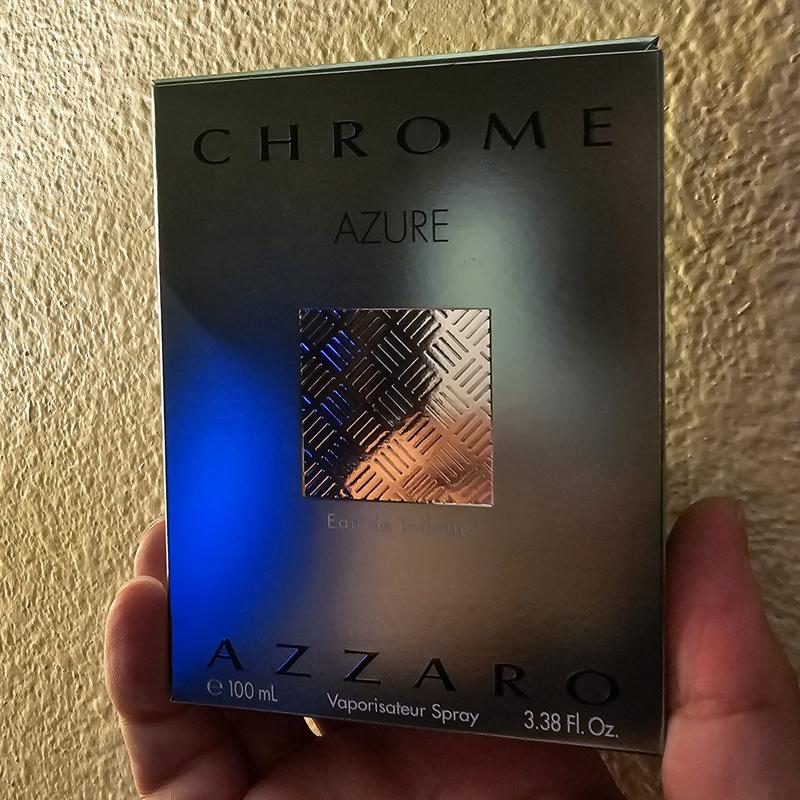 CHROME
AZURE
Eau de Toilette
AZZARO
℮ 100 mL Vaporisateur Spray 3.38 Fl. Oz.